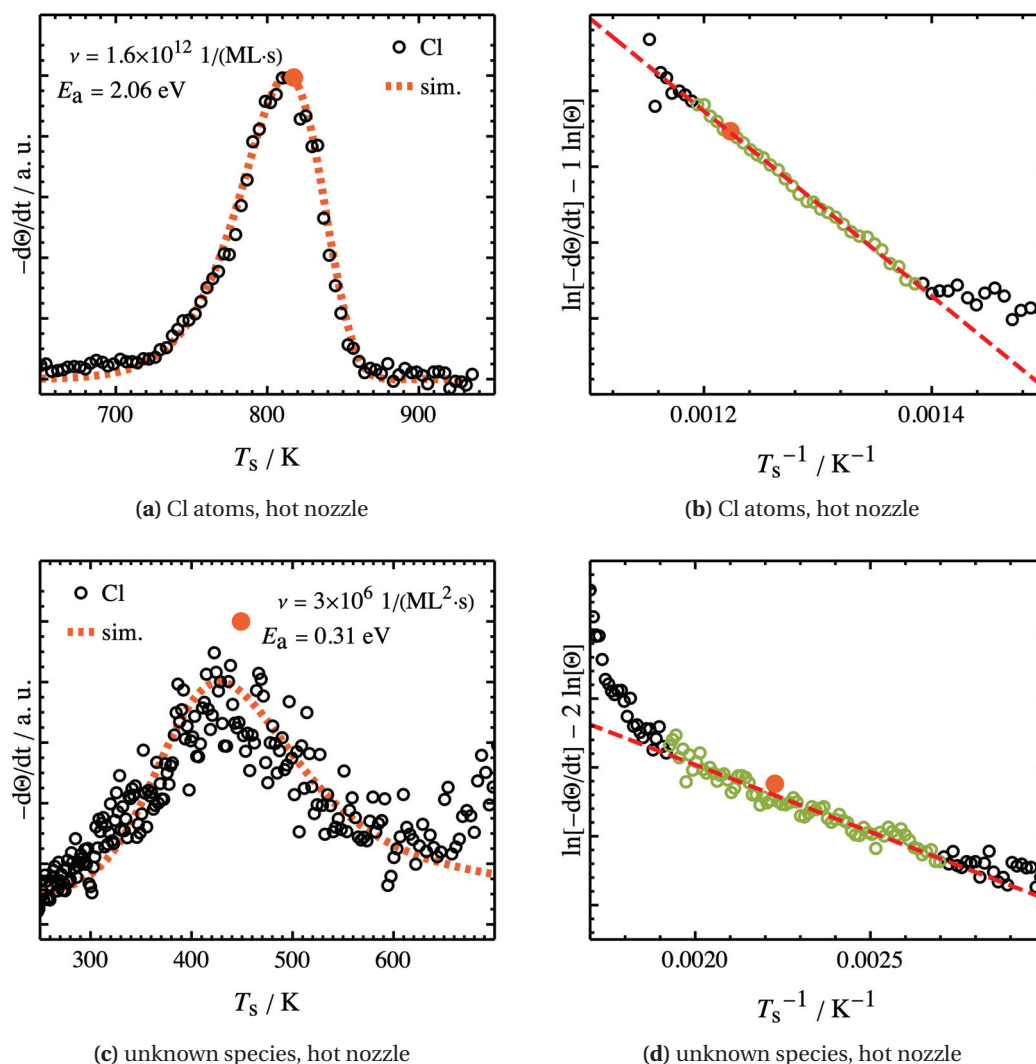 ν = 1.6×10¹² 1/(ML·s)
Eₐ = 2.06 eV
Cl
sim.
−dΘ/dt / a. u.
700 800 900
Tₛ / K
(a) Cl atoms, hot nozzle
ln[−dΘ/dt] − 1 ln[Θ]
0.0012 0.0014
Tₛ⁻¹ / K⁻¹
(b) Cl atoms, hot nozzle
Cl
sim.
ν = 3×10⁶ 1/(ML²·s)
Eₐ = 0.31 eV
−dΘ/dt / a. u.
300 400 500 600
Tₛ / K
(c) unknown species, hot nozzle
ln[−dΘ/dt] − 2 ln[Θ]
0.0020 0.0025
Tₛ⁻¹ / K⁻¹
(d) unknown species, hot nozzle